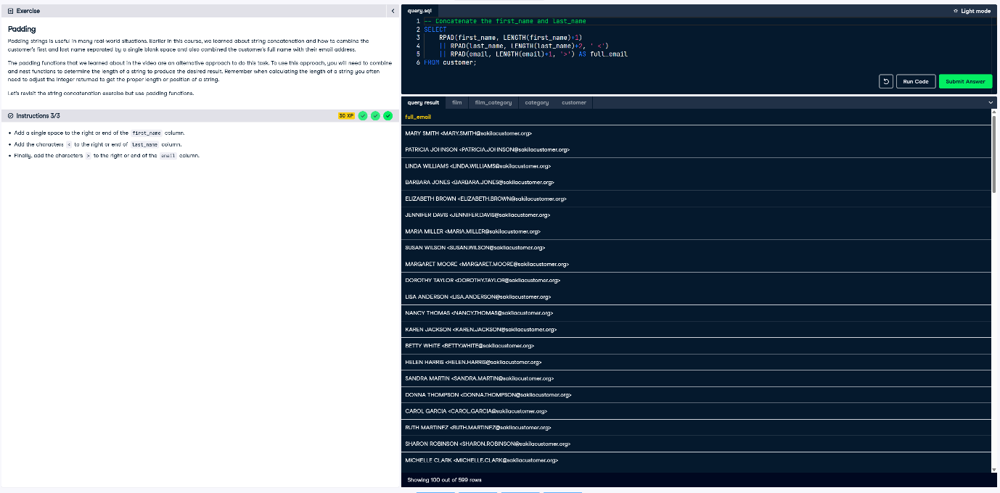 Exercise
Padding
Padding strings is useful in many real-world situations. Earlier in this course, we learned about string concatenation and how to combine the
customer's first and last name separated by a single blank space and also combined the customer's full name with their email address.
The padding functions that we learned about in the video are an alternative approach to do this task. To use this approach, you will need to combine
and nest functions to determine the length of a string to produce the desired result. Remember when calculating the length of a string you often
need to adjust the integer returned to get the proper length or position of a string.
Let's revisit the string concatenation exercise but use padding functions.
Instructions 3/3
30 XP
Add a single space to the right or end of the first_name column.
Add the characters < to the right or end of last_name column.
Finally, add the characters > to the right or end of the email column.
query.sql
Light mode
1 -- Concatenate the first_name and last_name
2 SELECT
3 RPAD(first_name, LENGTH(first_name)+1)
4 || RPAD(last_name, LENGTH(last_name)+2, ' <')
5 || RPAD(email, LENGTH(email)+1, '>') AS full_email
6 FROM customer;
Run Code
Submit Answer
query result film film_category category customer
full_email
MARY SMITH <MARY.SMITH@sakilacustomer.org>
PATRICIA JOHNSON <PATRICIA.JOHNSON@sakilacustomer.org>
LINDA WILLIAMS <LINDA.WILLIAMS@sakilacustomer.org>
BARBARA JONES <BARBARA.JONES@sakilacustomer.org>
ELIZABETH BROWN <ELIZABETH.BROWN@sakilacustomer.org>
JENNIFER DAVIS <JENNIFER.DAVIS@sakilacustomer.org>
MARIA MILLER <MARIA.MILLER@sakilacustomer.org>
SUSAN WILSON <SUSAN.WILSON@sakilacustomer.org>
MARGARET MOORE <MARGARET.MOORE@sakilacustomer.org>
DOROTHY TAYLOR <DOROTHY.TAYLOR@sakilacustomer.org>
LISA ANDERSON <LISA.ANDERSON@sakilacustomer.org>
NANCY THOMAS <NANCY.THOMAS@sakilacustomer.org>
KAREN JACKSON <KAREN.JACKSON@sakilacustomer.org>
BETTY WHITE <BETTY.WHITE@sakilacustomer.org>
HELEN HARRIS <HELEN.HARRIS@sakilacustomer.org>
SANDRA MARTIN <SANDRA.MARTIN@sakilacustomer.org>
DONNA THOMPSON <DONNA.THOMPSON@sakilacustomer.org>
CAROL GARCIA <CAROL.GARCIA@sakilacustomer.org>
RUTH MARTINEZ <RUTH.MARTINEZ@sakilacustomer.org>
SHARON ROBINSON <SHARON.ROBINSON@sakilacustomer.org>
MICHELLE CLARK <MICHELLE.CLARK@sakilacustomer.org>
Showing 100 out of 599 rows